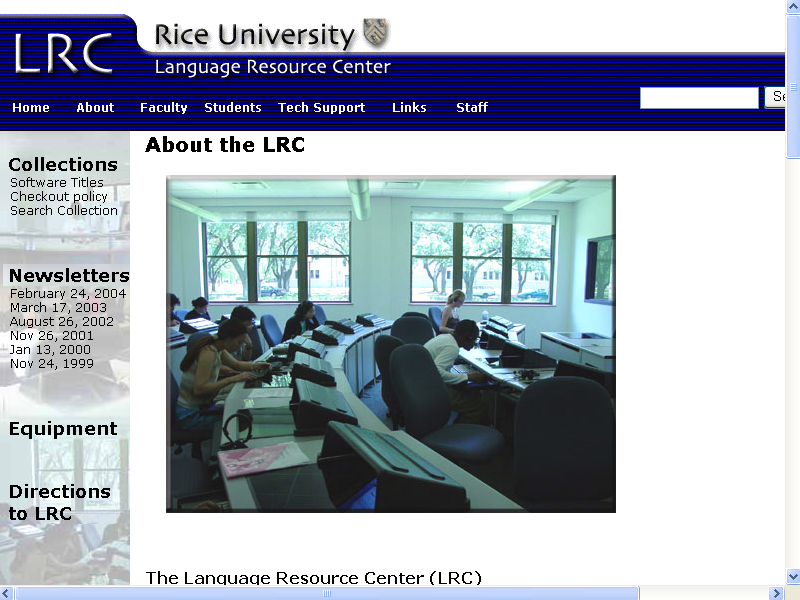 LRC
Rice University
Language Resource Center
Home About Faculty Students Tech Support Links Staff
Se
About the LRC
Collections
Software Titles
Checkout policy
Search Collection
Newsletters
February 24, 2004
March 17, 2003
August 26, 2002
Nov 26, 2001
Jan 13, 2000
Nov 24, 1999
Equipment
Directions
to LRC
The Language Resource Center (LRC)